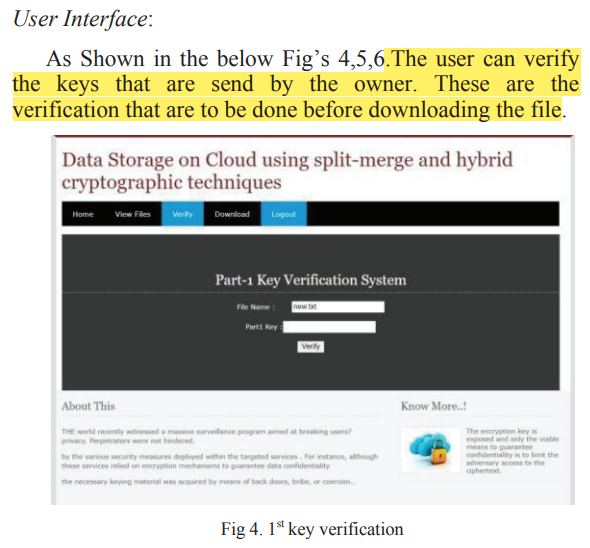 User Interface:
As Shown in the below Fig's 4,5,6.The user can verify
the keys that are send by the owner. These are the
verification that are to be done before downloading the file.
Data Storage on Cloud using split-merge and hybrid
cryptographic techniques
Home View Files Verify Download Logout
Part-1 Key Verification System
File Name : new.txt
Part1 Key :
Verify
About This
THE world recently witnessed a massive surveillance program aimed at breaking users?
privacy. Perpetrators were not hindered
by the various security measures deployed within the targeted services . For instance, although
these services relied on encryption mechanisms to guarantee data confidentiality
the necessary keying material was acquired by means of back doors, bribe, or coercion..
Know More..!
The encryption key is
exposed and only the viable
means to guarantee
confidentiality is to limit the
adversary access to the
ciphertext.
Fig 4. 1st key verification